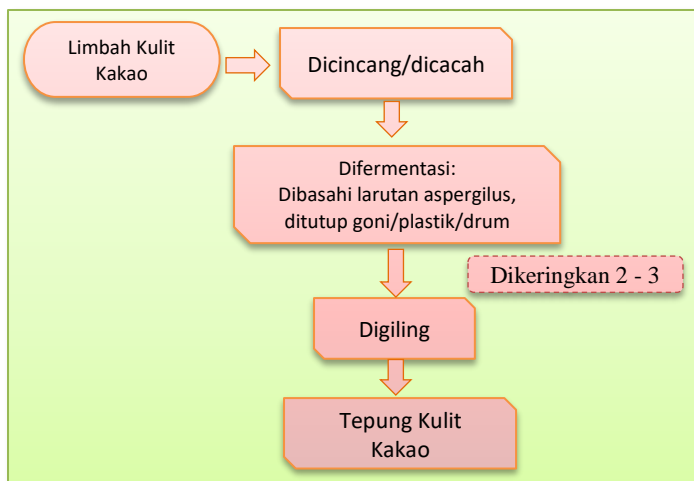 Limbah Kulit
Kakao
Dicincang/dicacah
Difermentasi:
Dibasahi larutan aspergilus,
ditutup goni/plastik/drum
Dikeringkan 2 - 3
Digiling
Tepung Kulit
Kakao